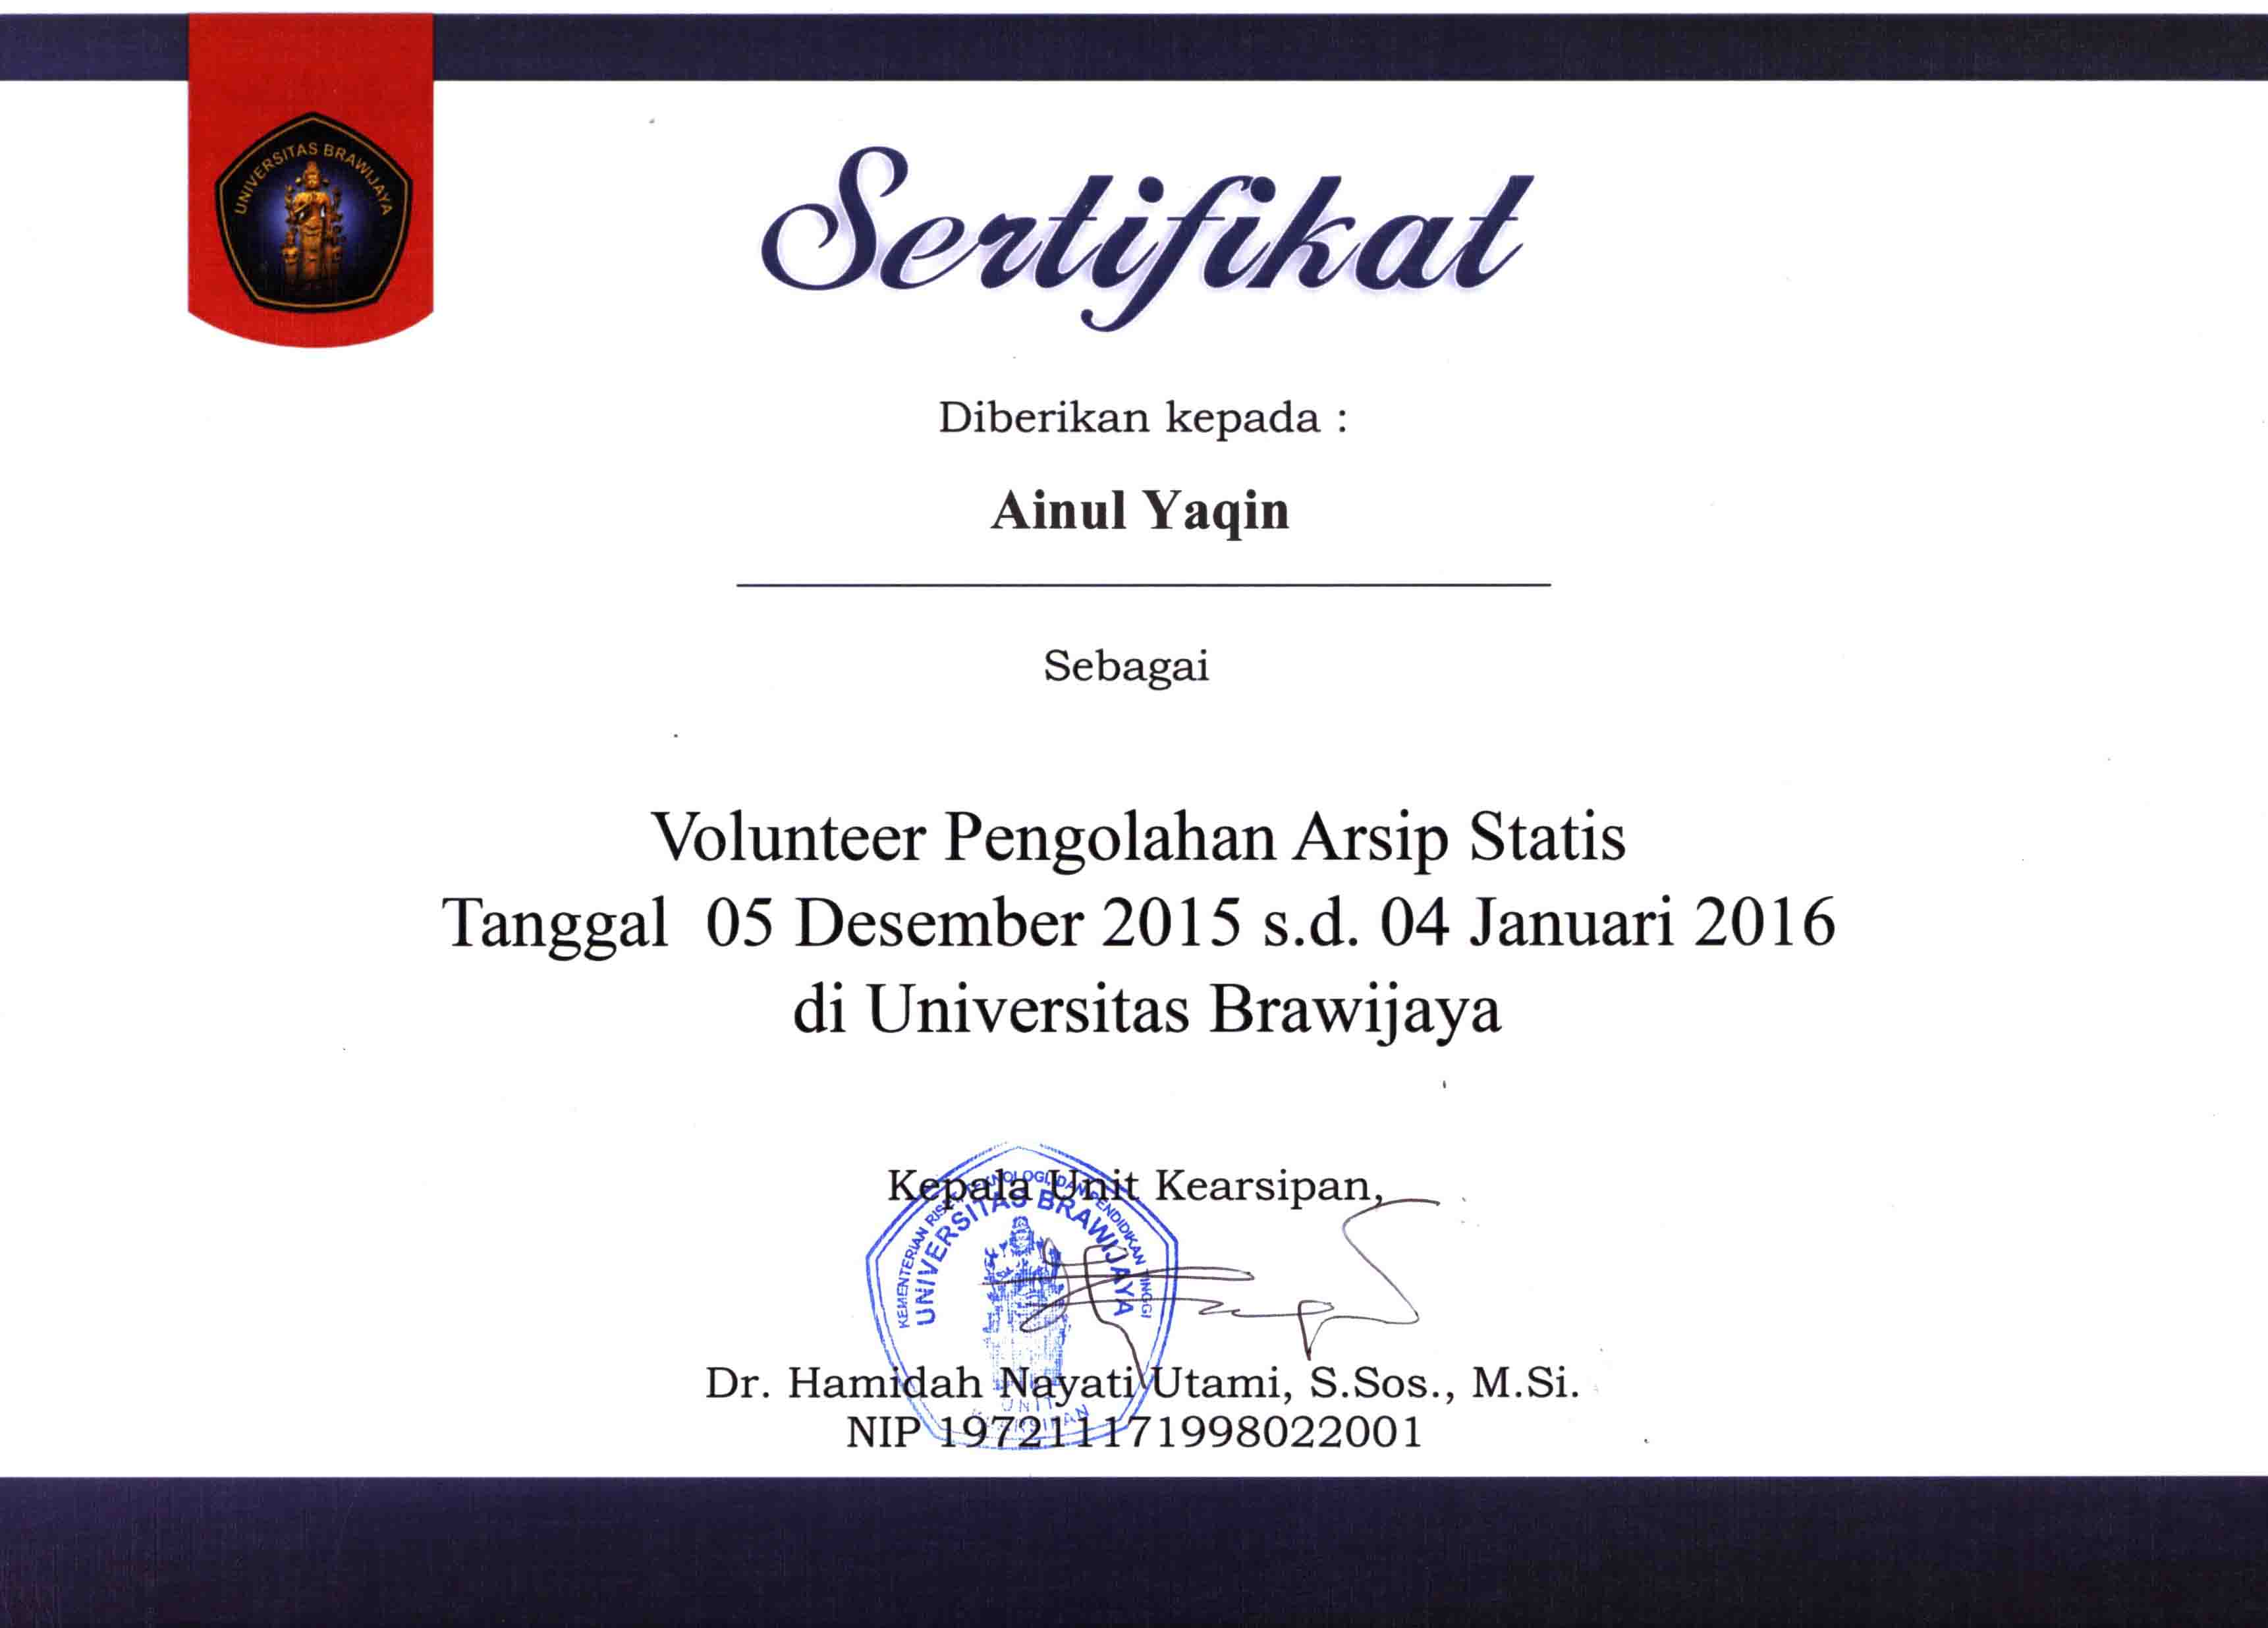 UNIVERSITAS BRAWIJAYA
Sertifikat
Diberikan kepada :
Ainul Yaqin
Sebagai
Volunteer Pengolahan Arsip Statis
Tanggal 05 Desember 2015 s.d. 04 Januari 2016
di Universitas Brawijaya
Kepala Unit Kearsipan,
KEMENTERIAN RISET, TEKNOLOGI, DAN PENDIDIKAN TINGGI
UNIVERSITAS BRAWIJAYA
UNIT
KEARSIPAN
Dr. Hamidah Nayati Utami, S.Sos., M.Si.
NIP 197211171998022001